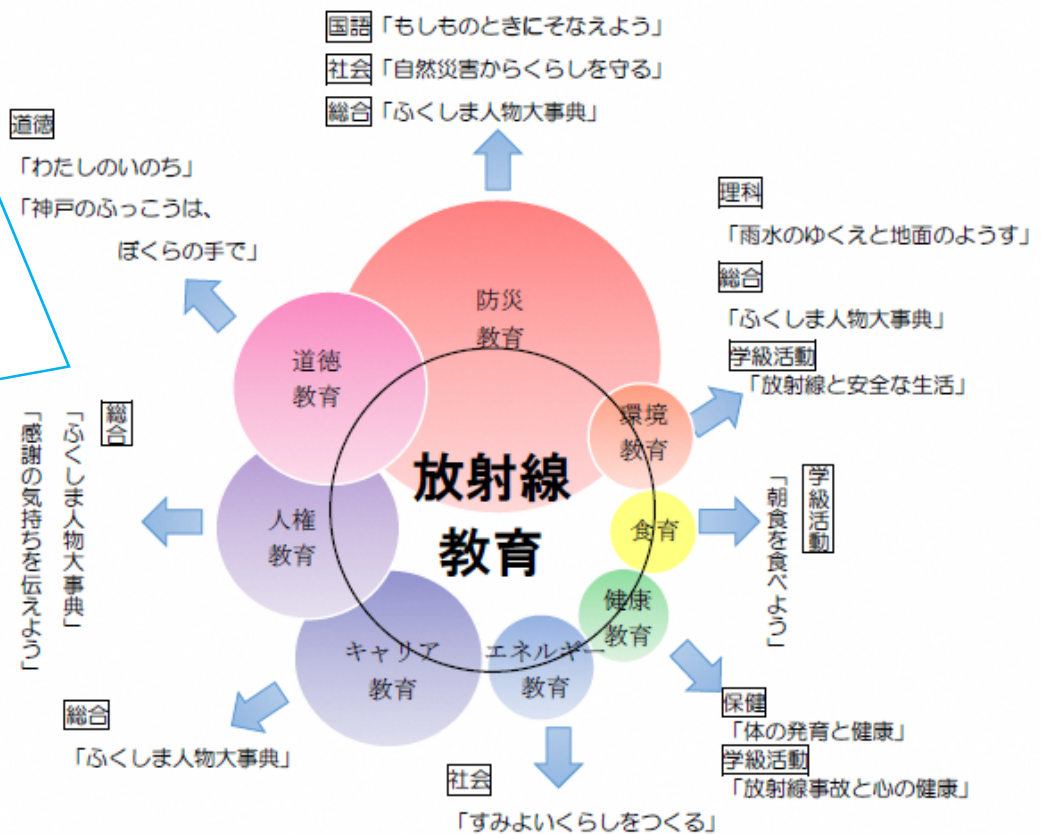 国語「もしものときにそなえよう」
社会「自然災害からくらしを守る」
総合「ふくしま人物大事典」
道徳
「わたしのいのち」
「神戸のふっこうは、
ぼくらの手で」
理科
「雨水のゆくえと地面のようす」
総合
「ふくしま人物大事典」
学級活動
「放射線と安全な生活」
防災
教育
道徳
教育
環境
教育
放射線
教育
総合
「ふくしま人物大事典」
「感謝の気持ちを伝えよう」
人権
教育
食育
学級活動
「朝食を食べよう」
健康
教育
キャリア
教育
エネルギー
教育
保健
「体の発育と健康」
学級活動
「放射線事故と心の健康」
総合
「ふくしま人物大事典」
社会
「すみよいくらしをつくる」